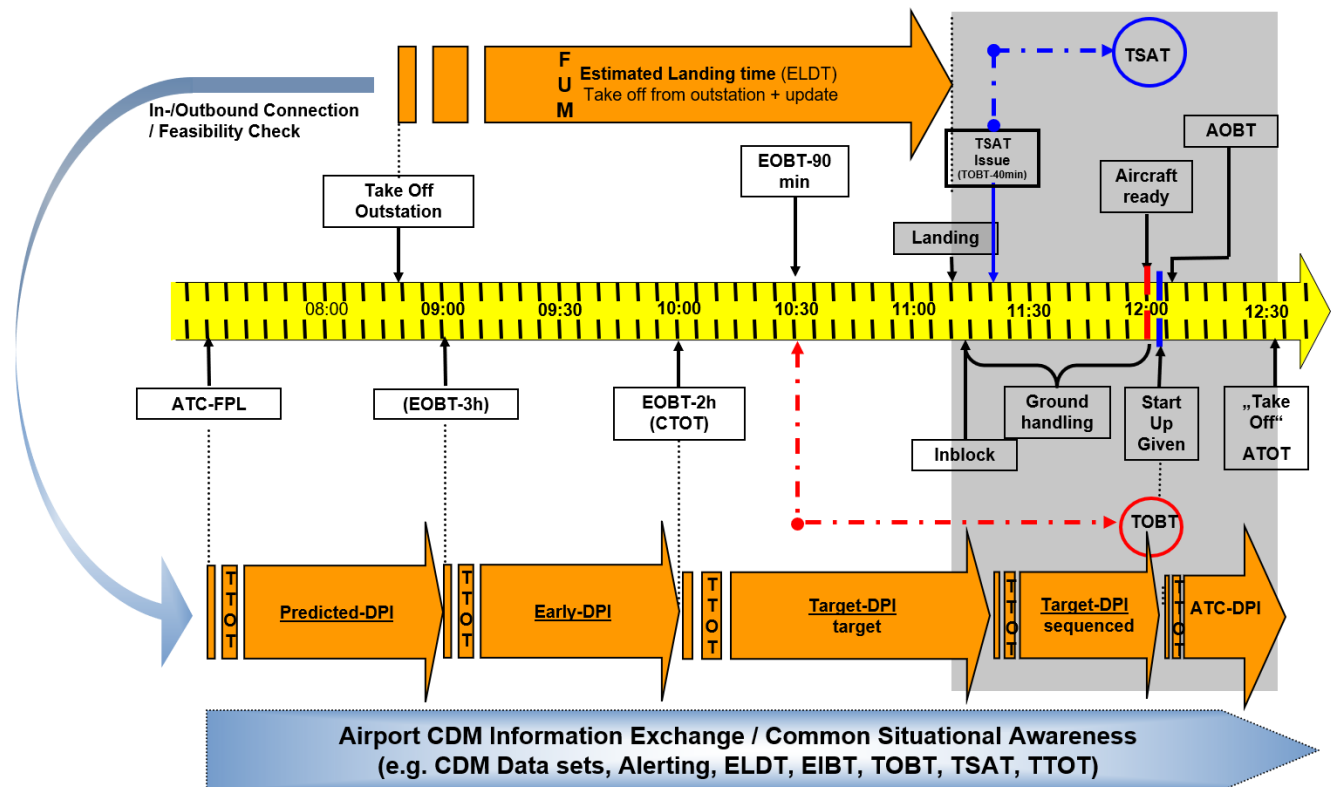 F
U
M
Estimated Landing time (ELDT)
Take off from outstation + update
TSAT
In-/Outbound Connection
/ Feasibility Check
TSAT
Issue
(TOBT-40min)
AOBT
EOBT-90
min
Take Off
Outstation
Aircraft
ready
Landing
08:00
09:00
09:30
10:00
10:30
11:00
11:30
12:00
12:30
ATC-FPL
(EOBT-3h)
EOBT-2h
(CTOT)
Ground
handling
Start
Up
Given
„Take
Off“
ATOT
Inblock
TOBT
T
T
O
T
Predicted-DPI
T
T
O
T
Early-DPI
T
T
O
T
Target-DPI
target
T
T
O
T
Target-DPI
sequenced
T
T
O
T
ATC-DPI
Airport CDM Information Exchange / Common Situational Awareness
(e.g. CDM Data sets, Alerting, ELDT, EIBT, TOBT, TSAT, TTOT)